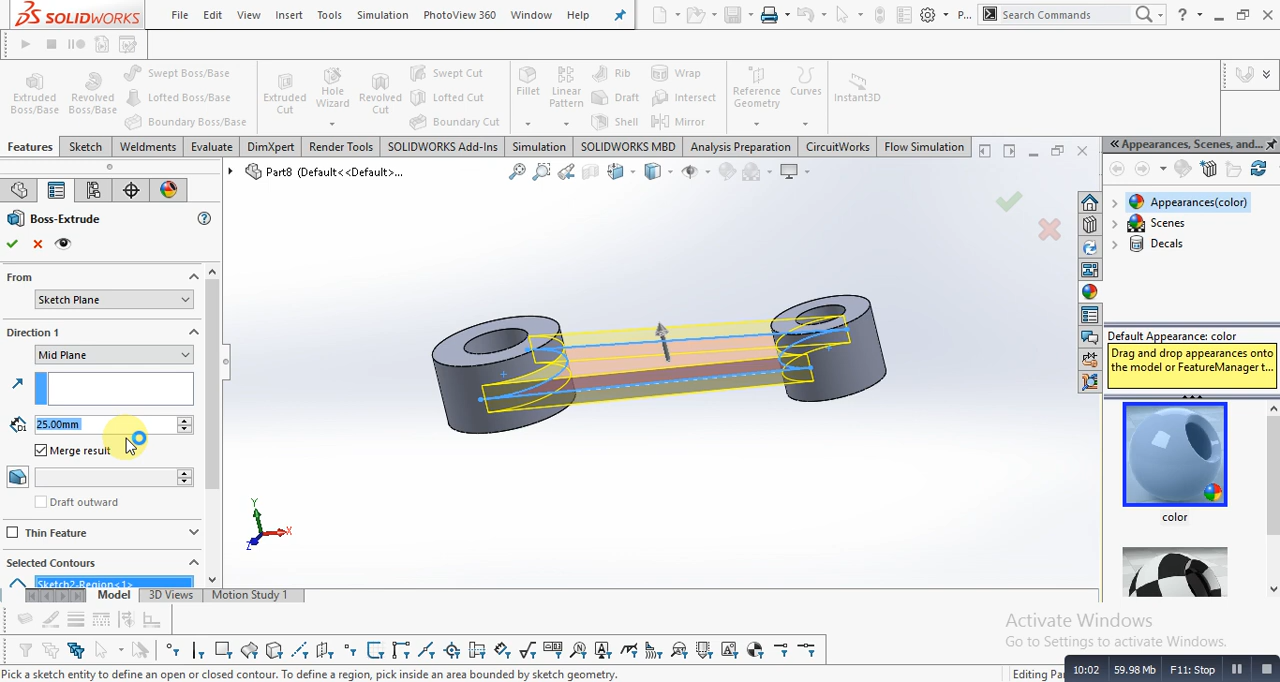 SOLIDWORKS
File Edit View Insert Tools Simulation PhotoView 360 Window Help
P... Search Commands
Extruded Boss/Base
Revolved Boss/Base
Swept Boss/Base
Lofted Boss/Base
Boundary Boss/Base
Extruded Cut
Hole Wizard
Revolved Cut
Swept Cut
Lofted Cut
Boundary Cut
Fillet
Linear Pattern
Rib
Draft
Shell
Wrap
Intersect
Mirror
Reference Geometry
Curves
Instant3D
Features Sketch Weldments Evaluate DimXpert Render Tools SOLIDWORKS Add-Ins Simulation SOLIDWORKS MBD Analysis Preparation CircuitWorks Flow Simulation
Part8 (Default<<Default>...
Boss-Extrude
From
Sketch Plane
Direction 1
Mid Plane
25.00mm
Merge result
Draft outward
Thin Feature
Selected Contours
Sketch2-Region<1>
Y
X
Z
Appearances, Scenes, and...
Appearances(color)
Scenes
Decals
Default Appearance: color
Drag and drop appearances onto
the model or FeatureManager t...
color
Model 3D Views Motion Study 1
Activate Windows
Go to Settings to activate Windows.
Pick a sketch entity to define an open or closed contour. To define a region, pick inside an area bounded by sketch geometry.
Editing Pa
10:02 59.98 Mb F11: Stop